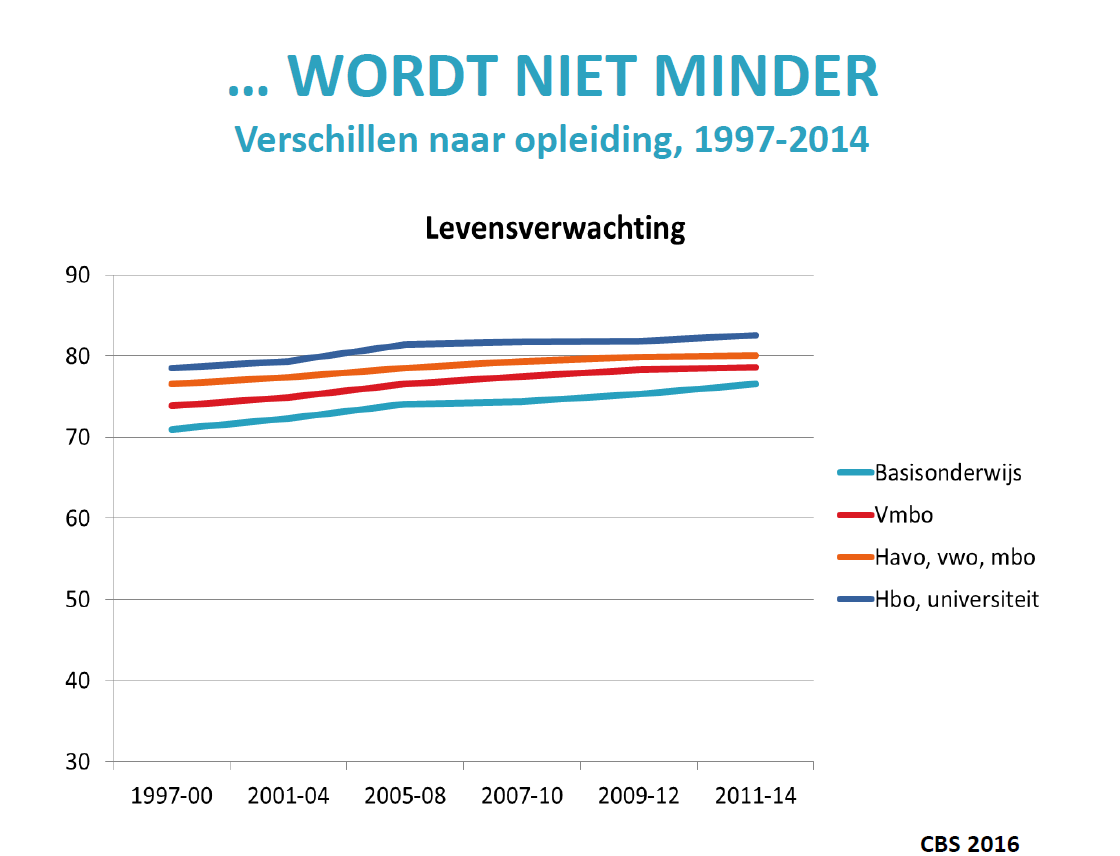 ... WORDT NIET MINDER
Verschillen naar opleiding, 1997-2014
Levensverwachting
90
80
70
60
50
40
30
1997-00 2001-04 2005-08 2007-10 2009-12 2011-14
Basisonderwijs
Vmbo
Havo, vwo, mbo
Hbo, universiteit
CBS 2016